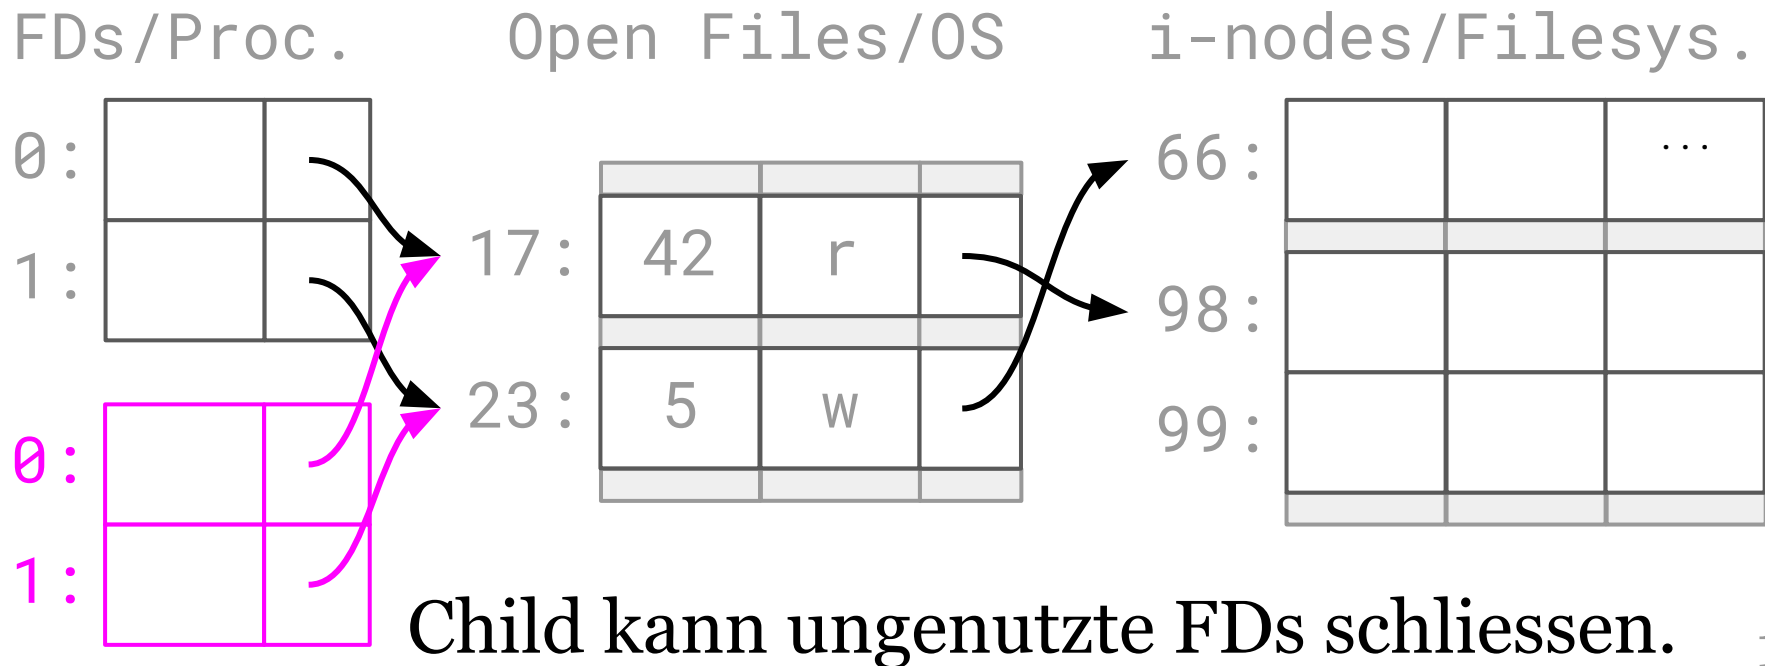 FDs/Proc. Open Files/OS i-nodes/Filesys.
0: 66: ...
17: 42 r
1: 98:
23: 5 w 99:
0:
1:
Child kann ungenutzte FDs schliessen.